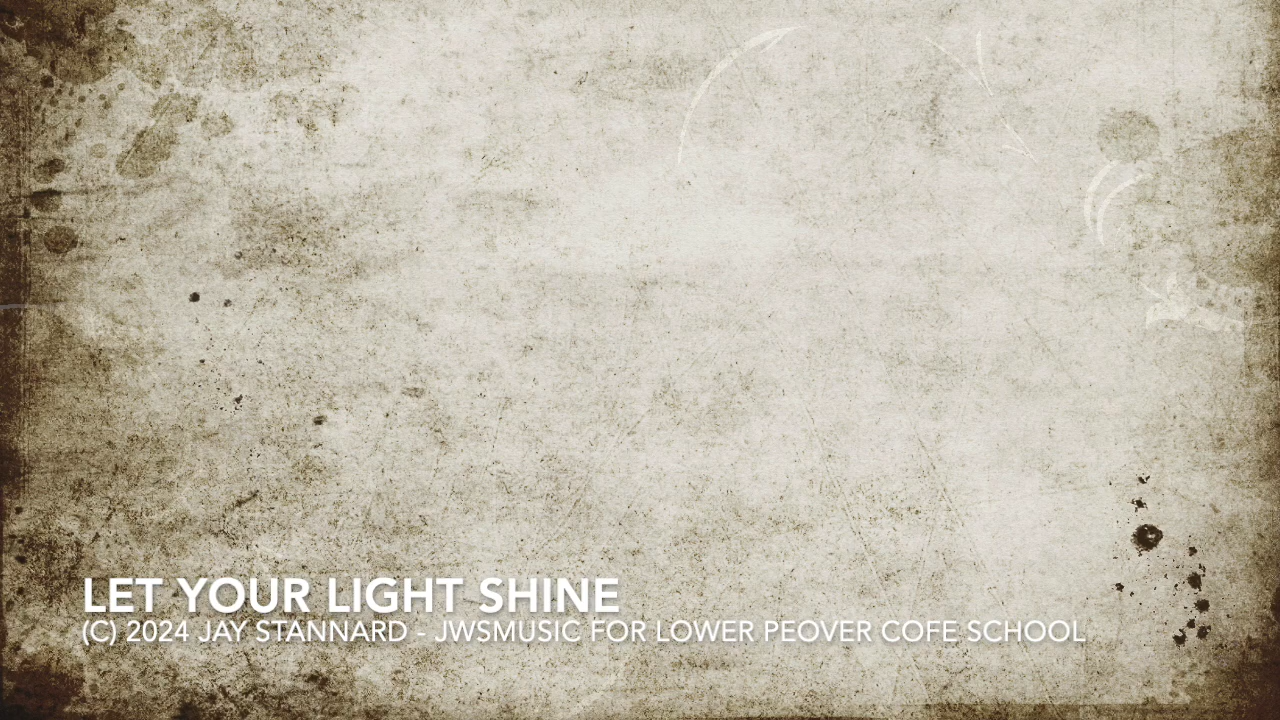 LET YOUR LIGHT SHINE
(C) 2024 JAY STANNARD - JWSMUSIC FOR LOWER PEOVER COFE SCHOOL